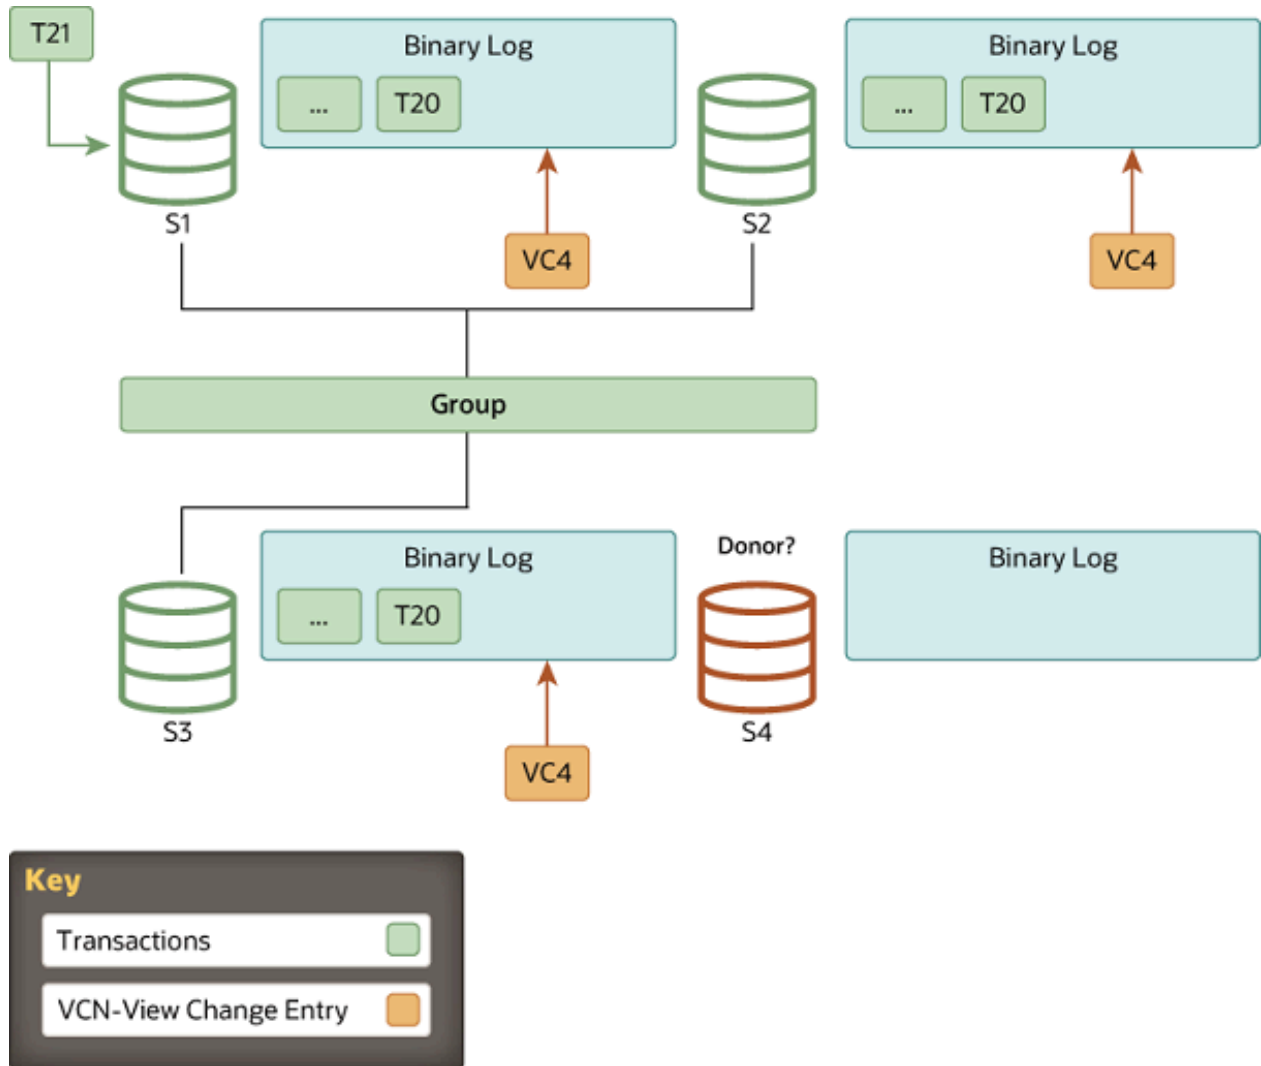 T21
Binary Log
... T20
S1
VC4
Binary Log
... T20
S2
VC4
Group
Binary Log
... T20
S3
VC4
Donor?
S4
Binary Log
Key
Transactions
VCN-View Change Entry